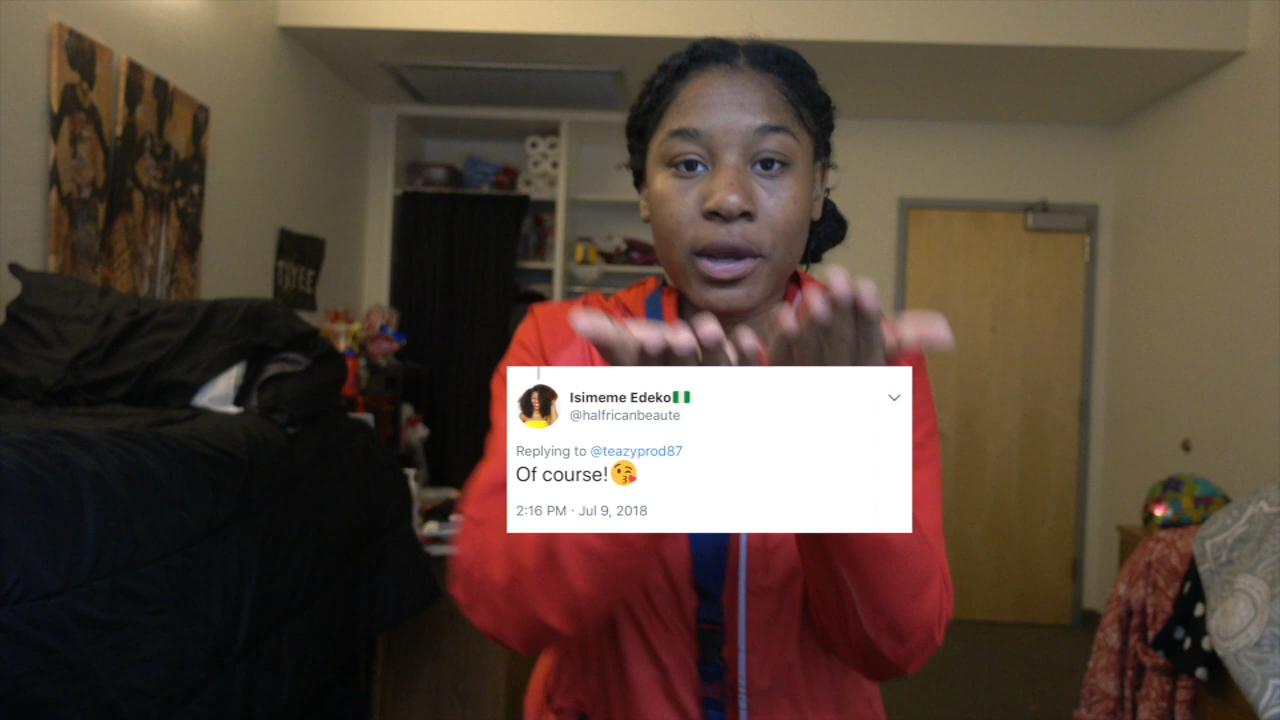 Isimeme Edeko🇳🇬
@halfricanbeaute
Replying to @teazyprod87
Of course!😘
2:16 PM · Jul 9, 2018